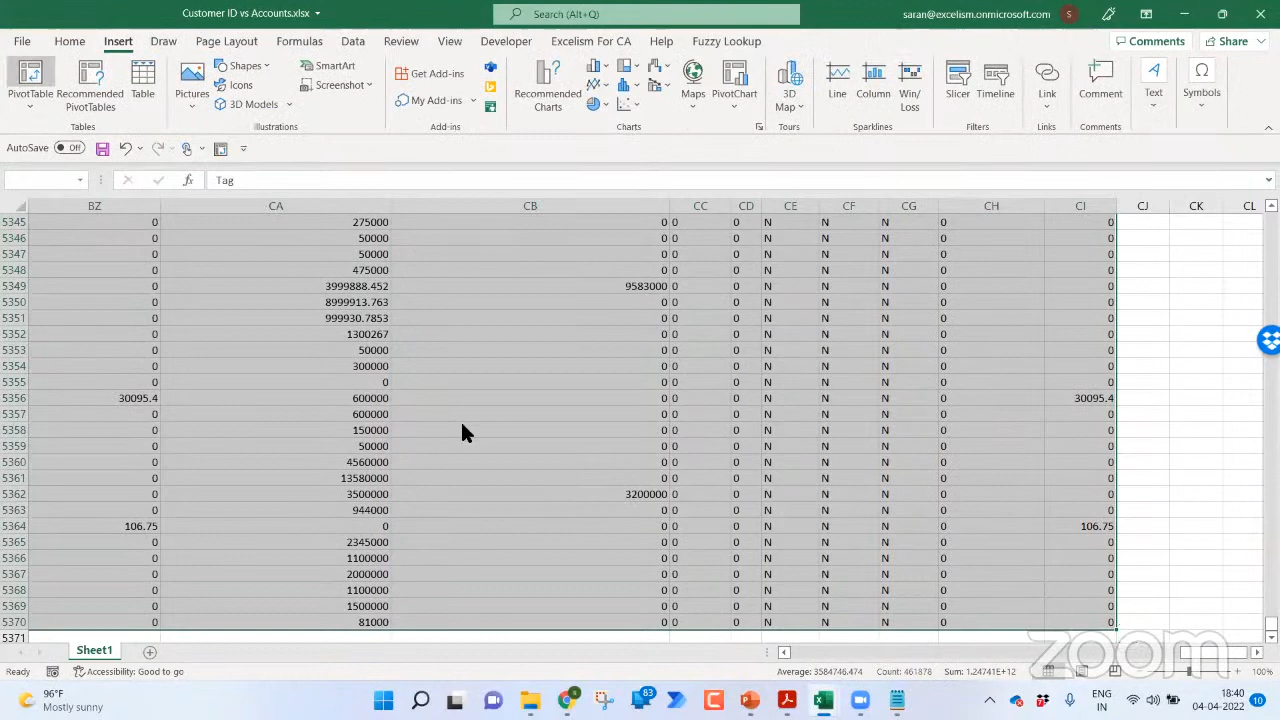 Customer ID vs Accounts.xlsx
Search (Alt+Q)
saran@excelism.onmicrosoft.com
S
File Home Insert Draw Page Layout Formulas Data Review View Developer Excelism For CA Help Fuzzy Lookup
Comments Share
PivotTable
Recommended PivotTables
Table
Pictures
Shapes
Icons
3D Models
SmartArt
Screenshot
Get Add-ins
My Add-ins
Recommended Charts
Maps
PivotChart
3D Map
Line
Column
Win/Loss
Slicer
Timeline
Link
Comment
Text
Symbols
Tables Illustrations Add-ins Charts Tours Sparklines Filters Links Comments
AutoSave Off
fx Tag
BZ CA CB CC CD CE CF CG CH CI CJ CK CL
5345 0 275000 0 0 0 N N N 0 0
5346 0 50000 0 0 0 N N N 0 0
5347 0 50000 0 0 0 N N N 0 0
5348 0 475000 0 0 0 N N N 0 0
5349 0 3999888.452 9583000 0 0 N N N 0 0
5350 0 8999913.763 0 0 0 N N N 0 0
5351 0 999930.7853 0 0 0 N N N 0 0
5352 0 1300267 0 0 0 N N N 0 0
5353 0 50000 0 0 0 N N N 0 0
5354 0 300000 0 0 0 N N N 0 0
5355 0 0 0 0 0 N N N 0 0
5356 30095.4 600000 0 0 0 N N N 0 30095.4
5357 0 600000 0 0 0 N N N 0 0
5358 0 150000 0 0 0 N N N 0 0
5359 0 50000 0 0 0 N N N 0 0
5360 0 4560000 0 0 0 N N N 0 0
5361 0 13580000 0 0 0 N N N 0 0
5362 0 3500000 3200000 0 0 N N N 0 0
5363 0 944000 0 0 0 N N N 0 0
5364 106.75 0 0 0 0 N N N 0 106.75
5365 0 2345000 0 0 0 N N N 0 0
5366 0 1100000 0 0 0 N N N 0 0
5367 0 2000000 0 0 0 N N N 0 0
5368 0 1100000 0 0 0 N N N 0 0
5369 0 1500000 0 0 0 N N N 0 0
5370 0 81000 0 0 0 N N N 0 0
5371
Sheet1
zoom
Ready Accessibility: Good to go Average: 3584746.474 Count: 461878 Sum: 1.24741E+12 100%
96°F
Mostly sunny
83
7
ENG
IN
18:40
04-04-2022